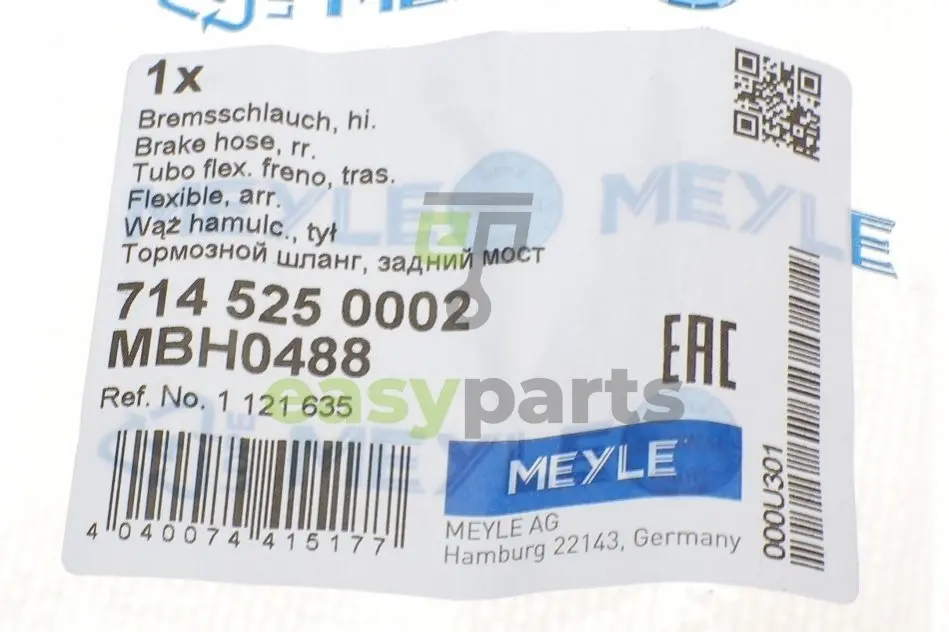 MEYLE
1x
Bremsschlauch, hi.
Brake hose, rr.
Tubo flex. freno, tras.
Flexible, arr.
Wąż hamulc., tył
Тормозной шланг, задний мост
MEYLE MEYLE
714 525 0002
MBH0488
EAC
easyparts
Ref. No. 1 121 635
MEYLE
4 040074 415177
MEYLE AG
Hamburg 22143, Germany
000U301